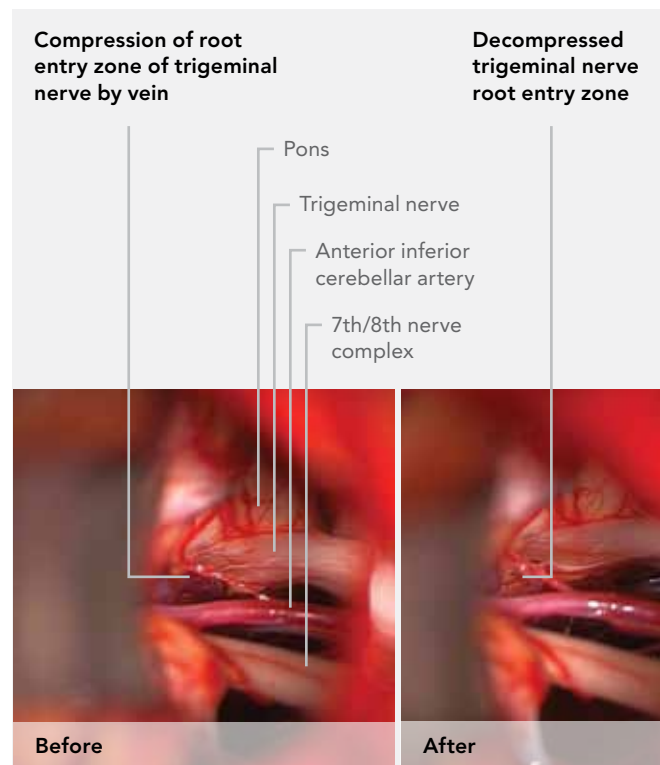 Compression of root
entry zone of trigeminal
nerve by vein
Decompressed
trigeminal nerve
root entry zone
Pons
Trigeminal nerve
Anterior inferior
cerebellar artery
7th/8th nerve
complex
Before
After